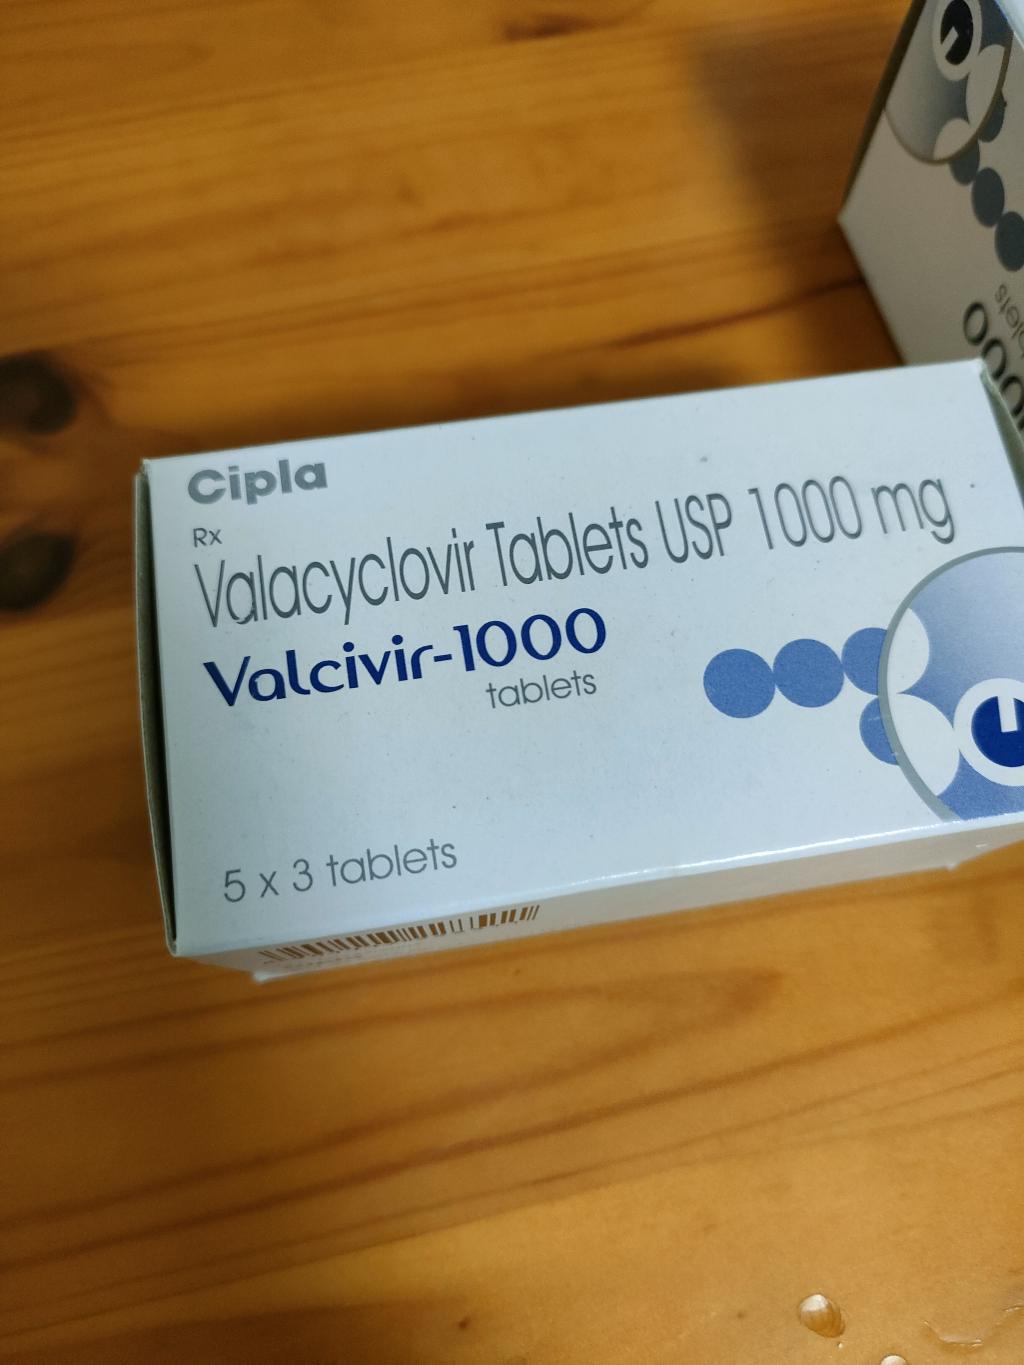 Cipla
Rx
Valacyclovir Tablets USP 1000 mg
Valcivir-1000
tablets
5 x 3 tablets